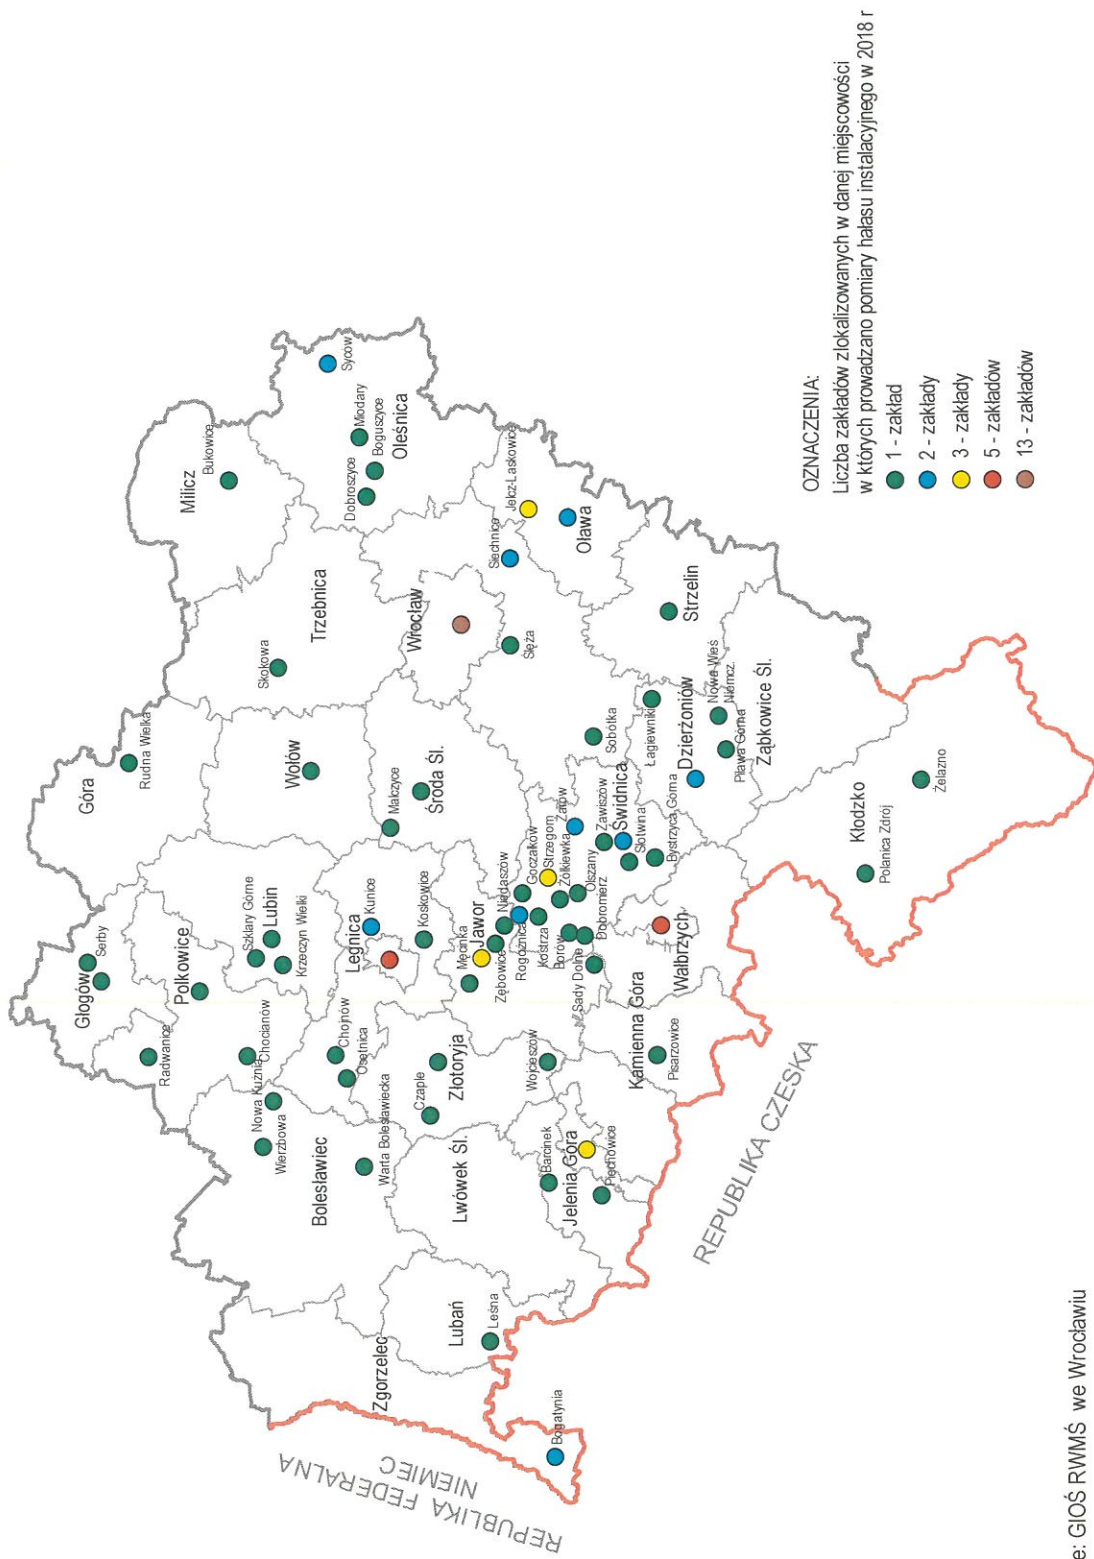 Góra
Rudna Wielka
Milicz
Bukowice
Głogów
Serby
Radwanice
Polkowice
Szklary Górne
Lubin
Krzeczyn Wielki
Chocianów
Nowa Kuźnia
Wierzbowa
Wołów
Skokowa
Trzebnica
Syców
Dobroszyce
Miodary
Boguszyce
Oleśnica
Bolesławiec
Chojnów
Osetnica
Warta Bolesławiecka
Legnica
Kunice
Koskowice
Malczyce
Środa Śl.
Wrocław
Siechnice
Jelcz-Laskowice
Oława
Ślęża
Zgorzelec
Lubań
Leśna
Lwówek Śl.
Czaple
Złotoryja
Męcinka
Jawor
Zębowice
Niedaszów
Rogoźnica
Goczałków
Kostrza
Strzegom
Borów
Żółkiewka
Żarów
Olszany
Zawiszów
Świdnica
Słotwina
Bystrzyca Górna
Dobromierz
Sady Dolne
Sobótka
Łagiewniki
Dzierżoniów
Strzelin
Nowa Wieś
Niemcz.
Piława Górna
Ząbkowice Śl.
Wojcieszów
Barcinek
Jelenia Góra
Piechowice
Kamienna Góra
Pisarzowice
Wałbrzych
Bogatynia
Kłodzko
Polanica Zdrój
Żelazno
REPUBLIKA FEDERALNA
NIEMIEC
REPUBLIKA CZESKA
OZNACZENIA:
Liczba zakładów zlokalizowanych w danej miejscowości
w których prowadzano pomiary hałasu instalacyjnego w 2018 r
1 - zakład
2 - zakłady
3 - zakłady
5 - zakładów
13 - zakładów
e: GIOŚ RWMŚ we Wrocławiu